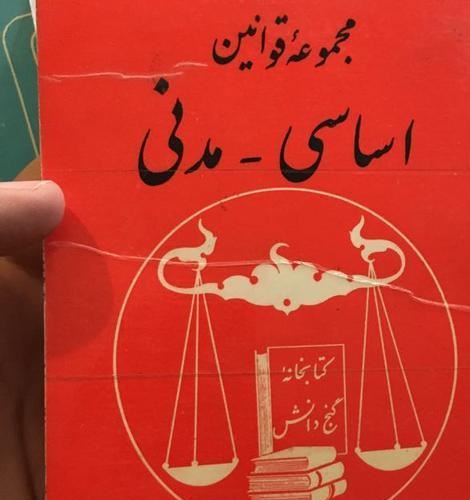 مجموعهٔ قوانین
اساسی - مدنی
کتابخانهٔ
گنج دانش